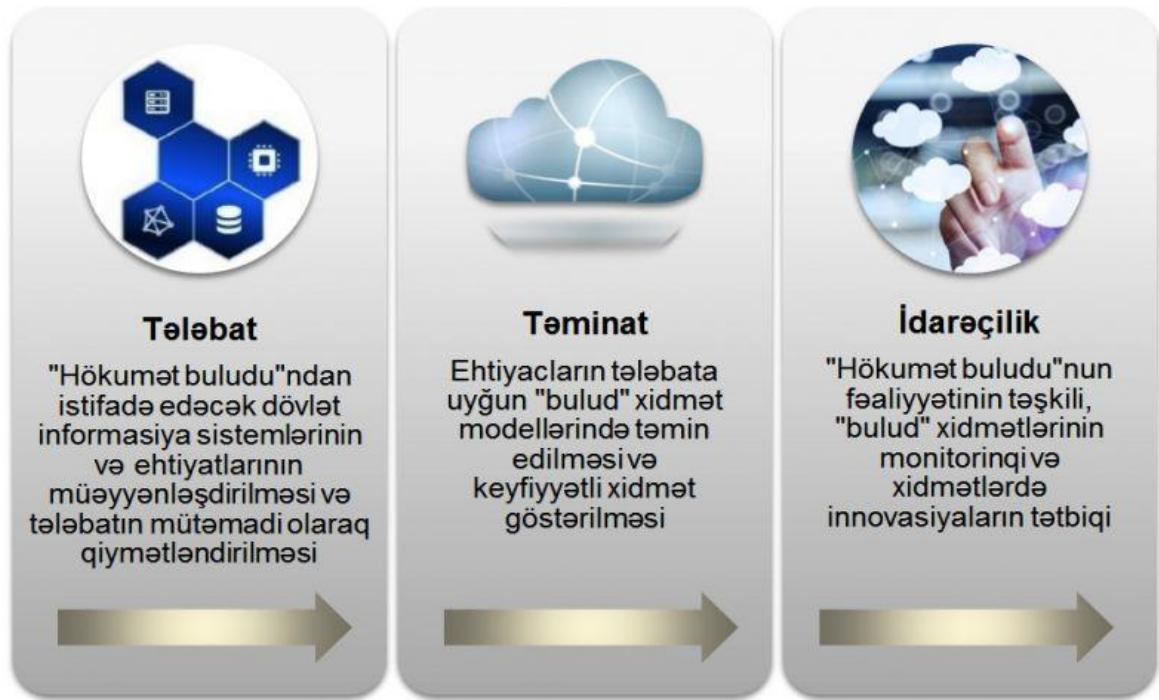 Tələbat
"Hökumət buludu"ndan
istifadə edəcək dövlət
informasiya sistemlərinin
və ehtiyatlarının
müəyyənləşdirilməsi və
tələbatın mütəmadi olaraq
qiymətləndirilməsi
Təminat
Ehtiyacların tələbata
uyğun "bulud" xidmət
modellərində təmin
edilməsi və
keyfiyyətli xidmət
göstərilməsi
İdarəçilik
"Hökumət buludu"nun
fəaliyyətinin təşkili,
"bulud" xidmətlərinin
monitorinqi və
xidmətlərdə
innovasiyaların tətbiqi